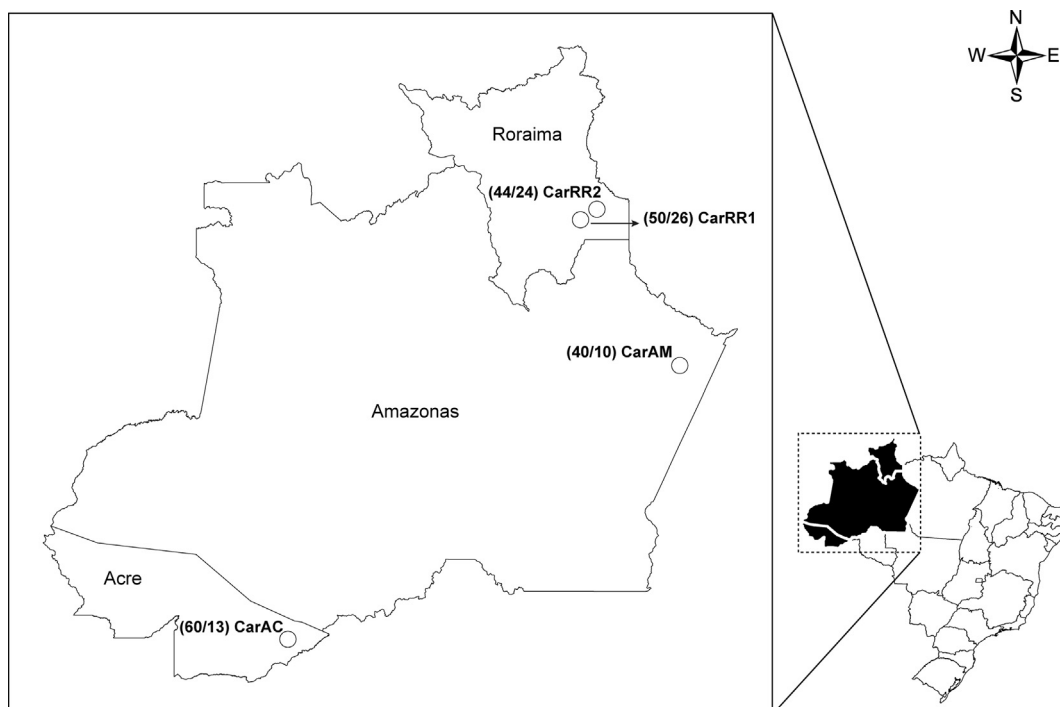 N
W E
S
Roraima
(44/24) CarRR2
(50/26) CarRR1
(40/10) CarAM
Amazonas
Acre
(60/13) CarAC